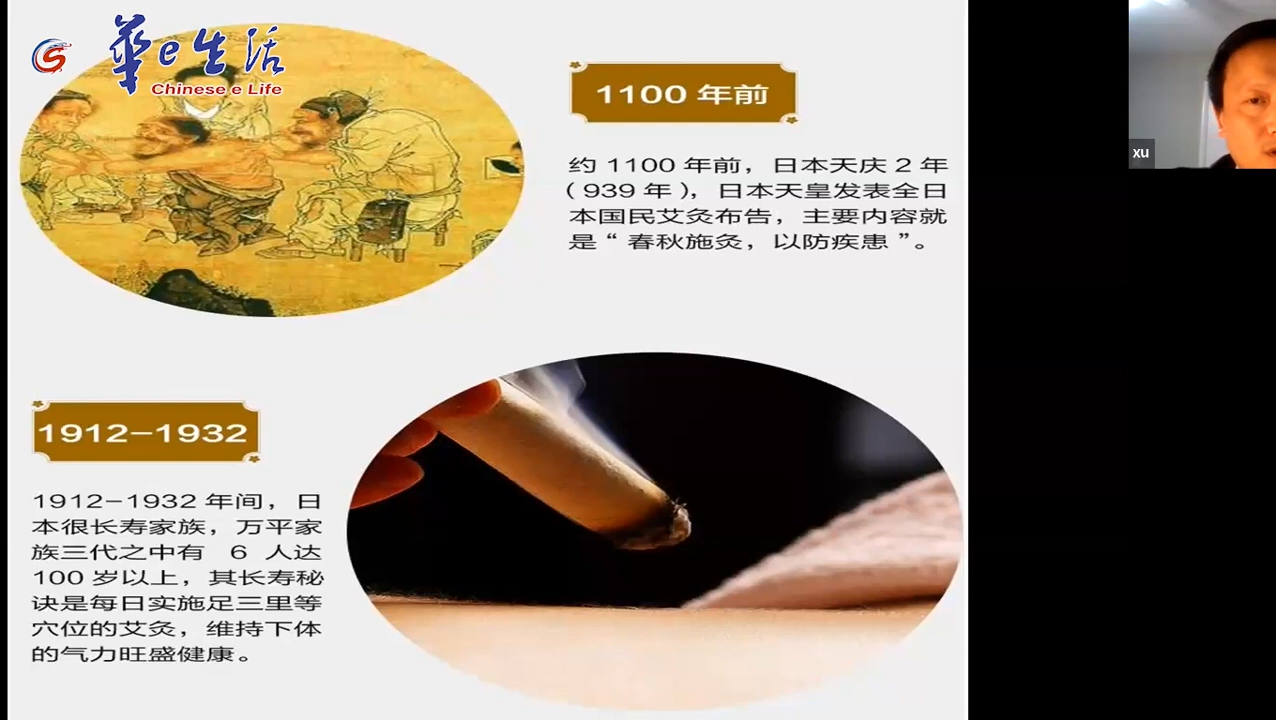 華e生活
Chinese e Life
1100 年前
xu
约 1100 年前，日本天庆 2 年
（939 年），日本天皇发表全日
本国民艾灸布告，主要内容就
是“ 春秋施灸，以防疾患 ”。
1912-1932
1912-1932 年间，日
本很长寿家族，万平家
族三代之中有 6 人达
100 岁以上，其长寿秘
诀是每日实施足三里等
穴位的艾灸，维持下体
的气力旺盛健康。